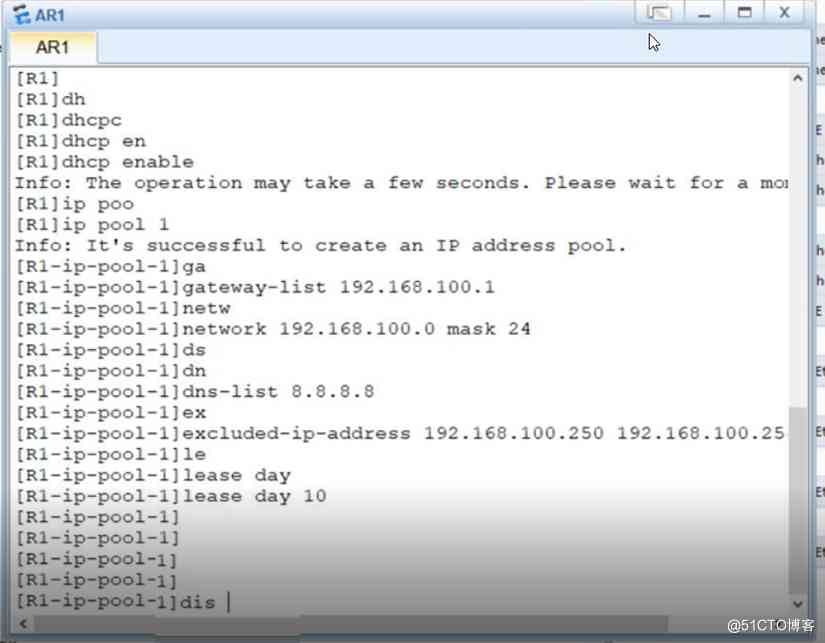 AR1
AR1
[R1]
[R1]dh
[R1]dhcpc
[R1]dhcp en
[R1]dhcp enable
Info: The operation may take a few seconds. Please wait for a
[R1]ip poo
[R1]ip pool 1
Info: It's successful to create an IP address pool.
[R1-ip-pool-1]ga
[R1-ip-pool-1]gateway-list 192.168.100.1
[R1-ip-pool-1]netw
[R1-ip-pool-1]network 192.168.100.0 mask 24
[R1-ip-pool-1]ds
[R1-ip-pool-1]dn
[R1-ip-pool-1]dns-list 8.8.8.8
[R1-ip-pool-1]ex
[R1-ip-pool-1]excluded-ip-address 192.168.100.250 192.168.100.25
[R1-ip-pool-1]le
[R1-ip-pool-1]lease day
[R1-ip-pool-1]lease day 10
[R1-ip-pool-1]
[R1-ip-pool-1]
[R1-ip-pool-1]
[R1-ip-pool-1]
[R1-ip-pool-1]dis
@51CTO博客